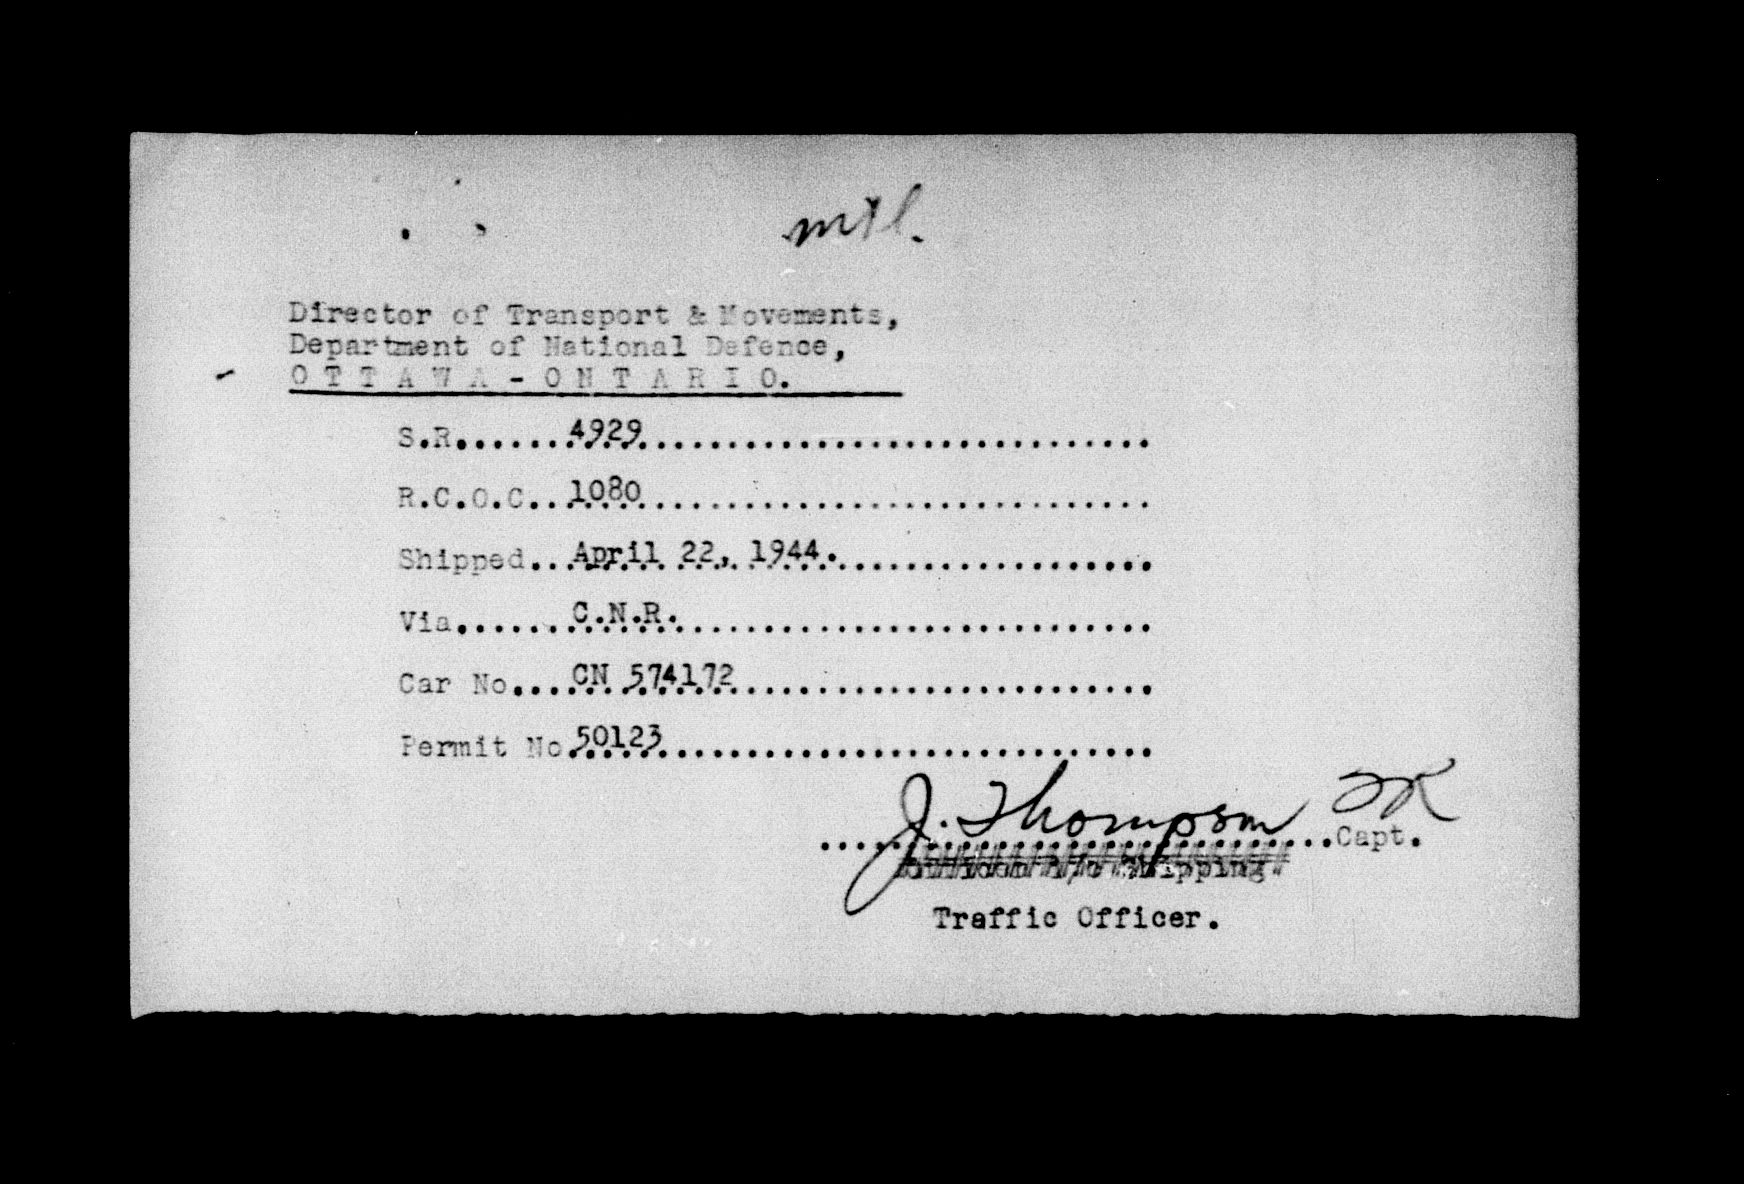 mtl.
Director of Transport & Movements,
Department of National Defence,
O T T A W A - O N T A R I O.
S.R.......4929..............................
R.C.O.C...1080..............................
Shipped...April 22, 1944....................
Via.......C.N.R.............................
Car No....CN 574172.........................
Permit No.50123.............................
J. Thompson
..............................Capt.
Shipping.
Traffic Officer.